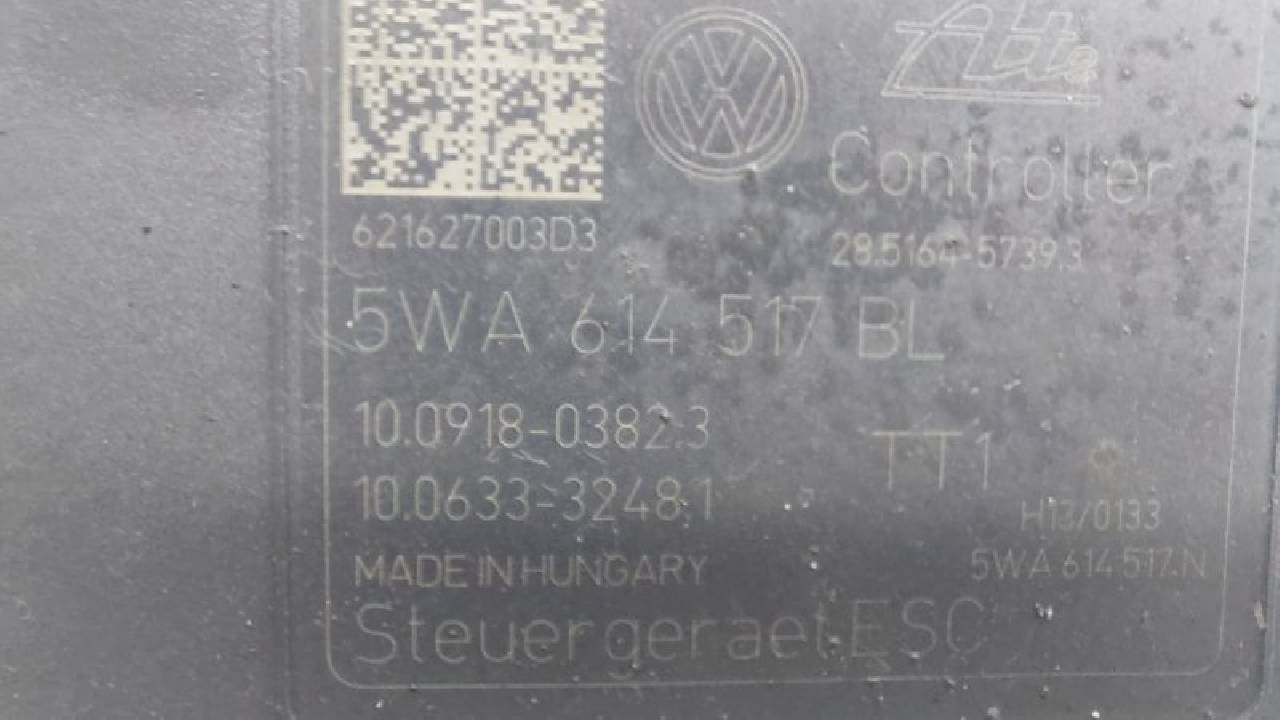 Ate
Controller
621627003D3
28.5164-5739.3
5WA 614 517 BL
10.0918-0382.3
TT1
10.0633-3248.1
H13/0133
MADE IN HUNGARY
5WA 614 517.N
Steuergeraet ESC